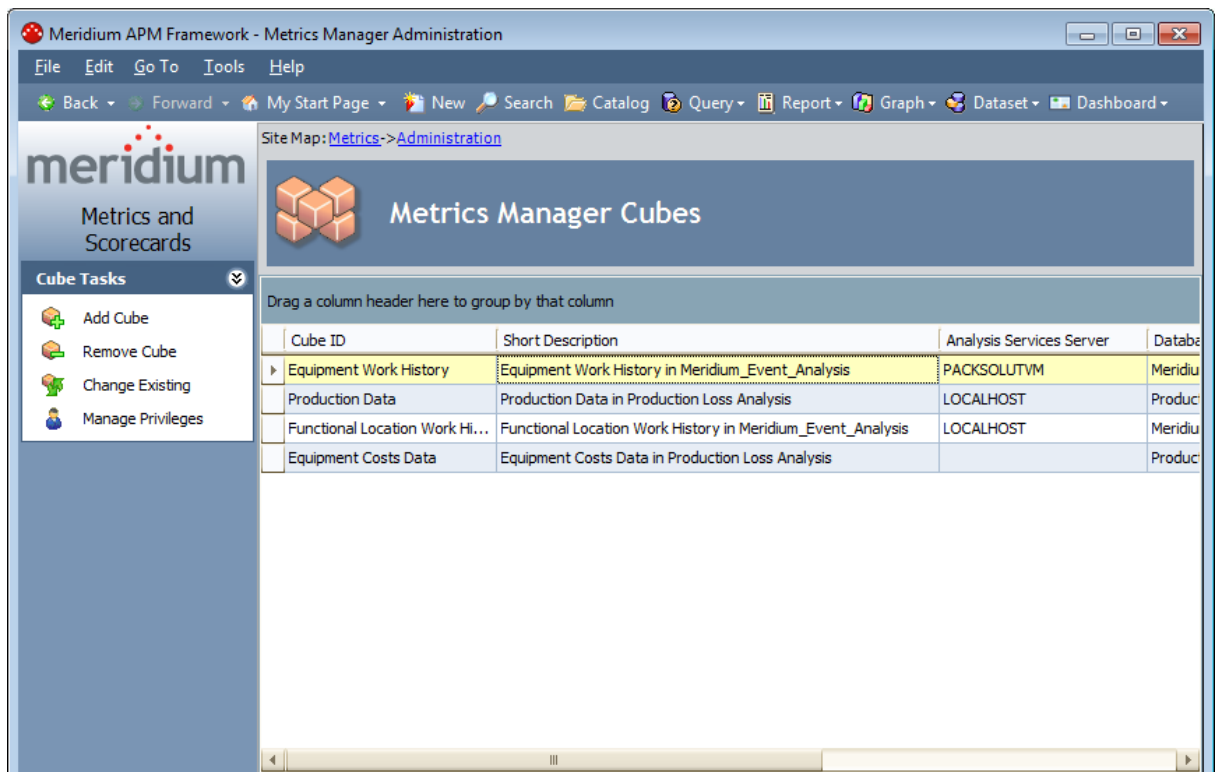 Meridium APM Framework - Metrics Manager Administration
File Edit Go To Tools Help
Back Forward My Start Page New Search Catalog Query Report Graph Dataset Dashboard
meridium
Metrics and
Scorecards
Cube Tasks
Add Cube
Remove Cube
Change Existing
Manage Privileges
Site Map: Metrics->Administration
Metrics Manager Cubes
Drag a column header here to group by that column
Cube ID Short Description Analysis Services Server Databa
Equipment Work History Equipment Work History in Meridium_Event_Analysis PACKSOLUTVM Meridiu
Production Data Production Data in Production Loss Analysis LOCALHOST Produc
Functional Location Work Hi... Functional Location Work History in Meridium_Event_Analysis LOCALHOST Meridiu
Equipment Costs Data Equipment Costs Data in Production Loss Analysis Produc